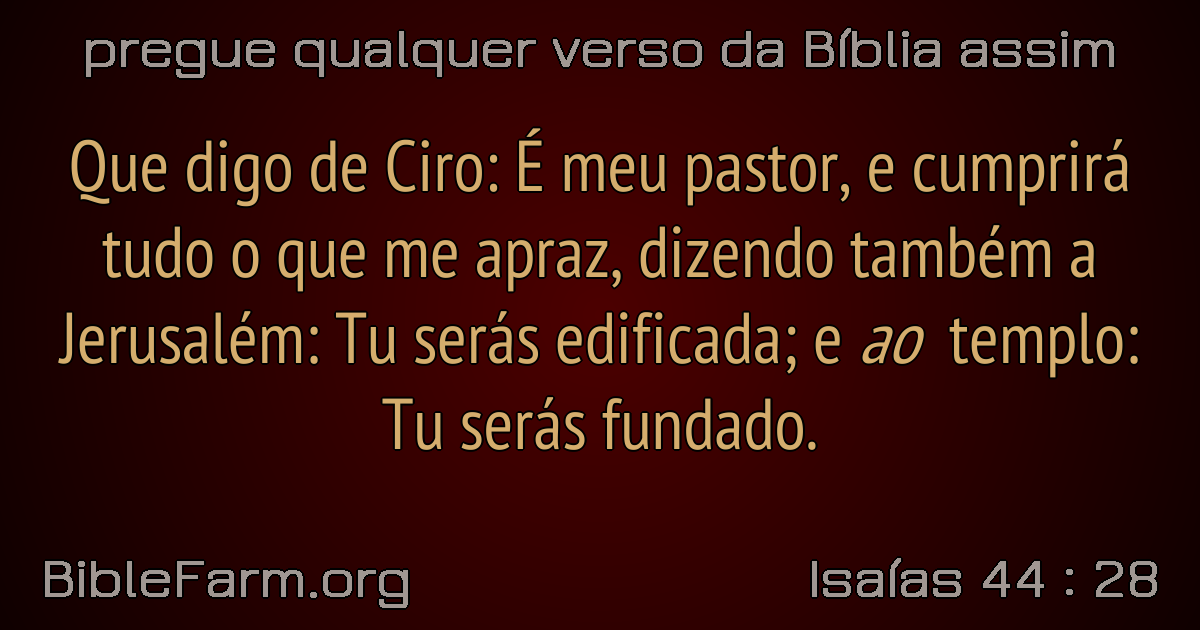 pregue qualquer verso da Bíblia assim
Que digo de Ciro: É meu pastor, e cumprirá
tudo o que me apraz, dizendo também a
Jerusalém: Tu serás edificada; e ao templo:
Tu serás fundado.
BibleFarm.org
Isaías 44 : 28